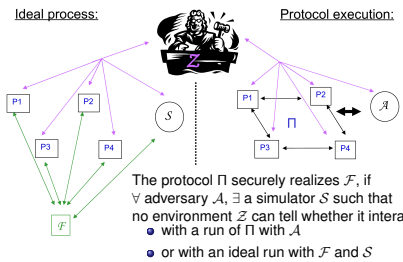 Ideal process:
Protocol execution:
Z
P1
P2
S
P3
P4
F
P1
P2
A
Π
P3
P4
The protocol Π securely realizes F, if
∀ adversary A, ∃ a simulator S such that
no environment Z can tell whether it intera
with a run of Π with A
or with an ideal run with F and S